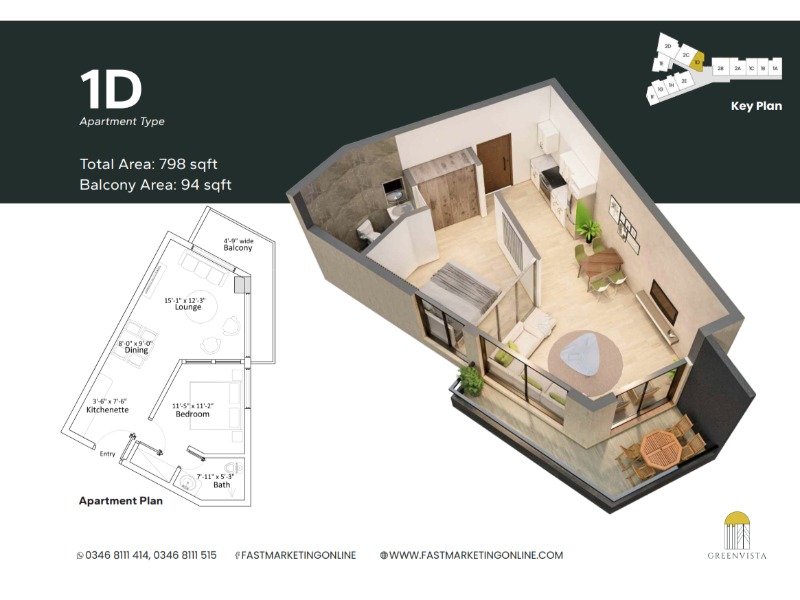 1D
Apartment Type
Total Area: 798 sqft
Balcony Area: 94 sqft
2D
2C
1D
1E
2B
2A
1C
1B
1A
2E
1H
1G
1F
Key Plan
4'-9" wide
Balcony
15'-1" x 12'-3"
Lounge
8'-0" x 9'-0"
Dining
3'-6" x 7'-6"
Kitchenette
11'-5" x 11'-2"
Bedroom
Entry
7'-11" x 5'-3"
Bath
Apartment Plan
0346 8111 414, 0346 8111 515
FASTMARKETINGONLINE
WWW.FASTMARKETINGONLINE.COM
GREENVISTA